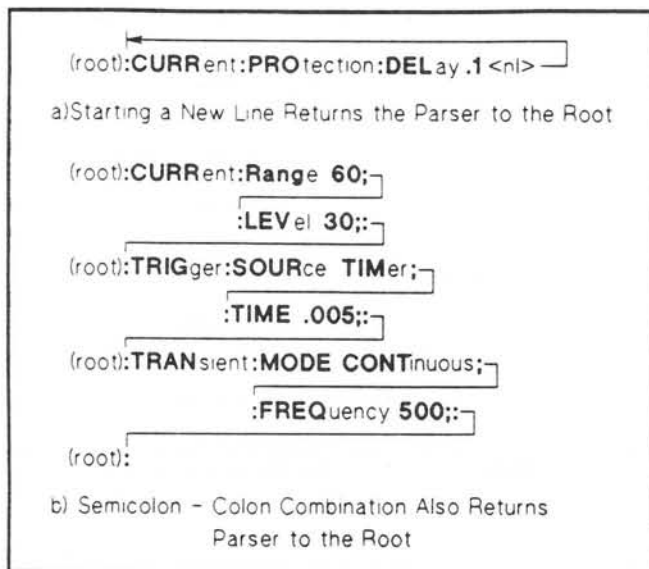 (root):CURRent:PROtection:DELay .1 <nl>
a)Starting a New Line Returns the Parser to the Root
(root):CURRent:Range 60;
:LEVel 30;:
(root):TRIGger:SOURce TIMer;
:TIME .005;:
(root):TRANsient:MODE CONTinuous;
:FREQuency 500;:
(root):
b) Semicolon - Colon Combination Also Returns
Parser to the Root